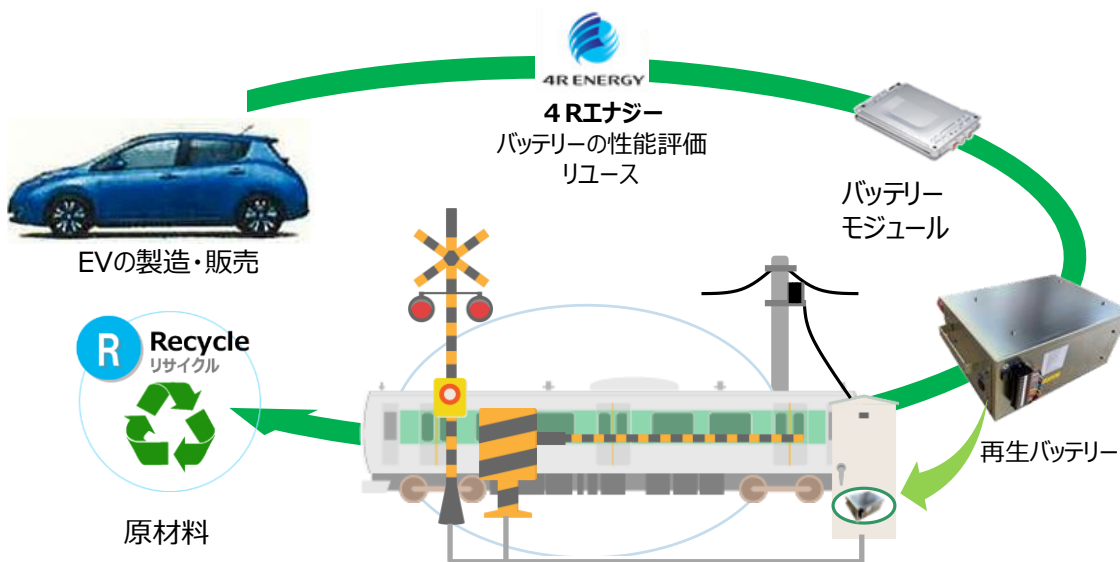 4R ENERGY
4Rエナジー
バッテリーの性能評価
リユース
バッテリー
モジュール
EVの製造・販売
R
Recycle
リサイクル
再生バッテリー
原材料